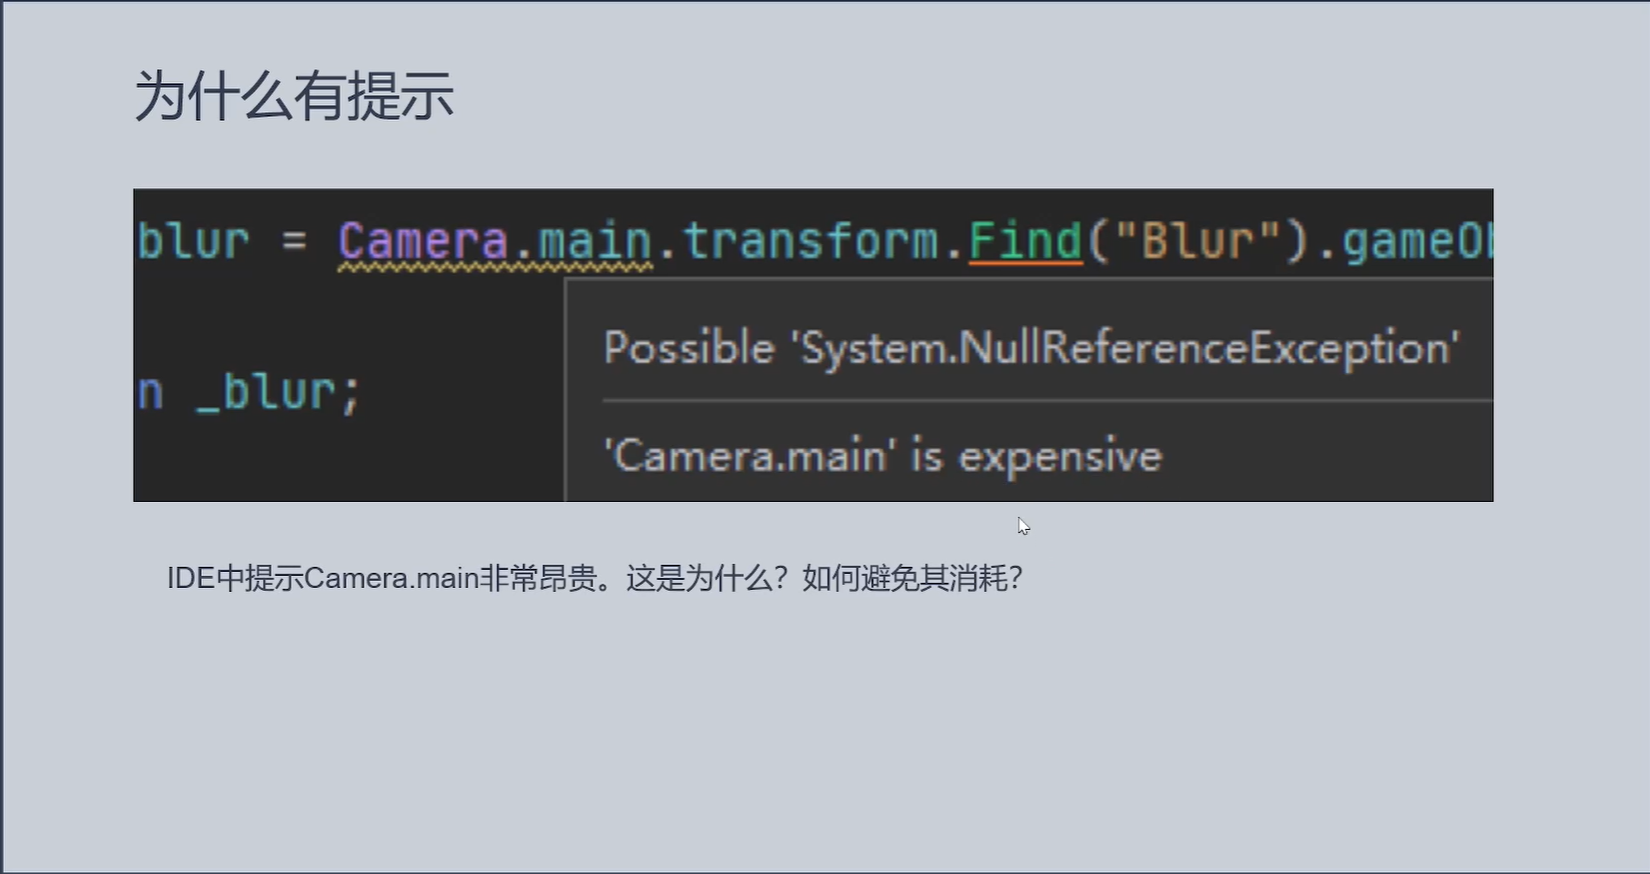 为什么有提示
blur = Camera.main.transform.Find("Blur").gameOb
Possible 'System.NullReferenceException'
n _blur;
'Camera.main' is expensive
IDE中提示Camera.main非常昂贵。这是为什么？如何避免其消耗？